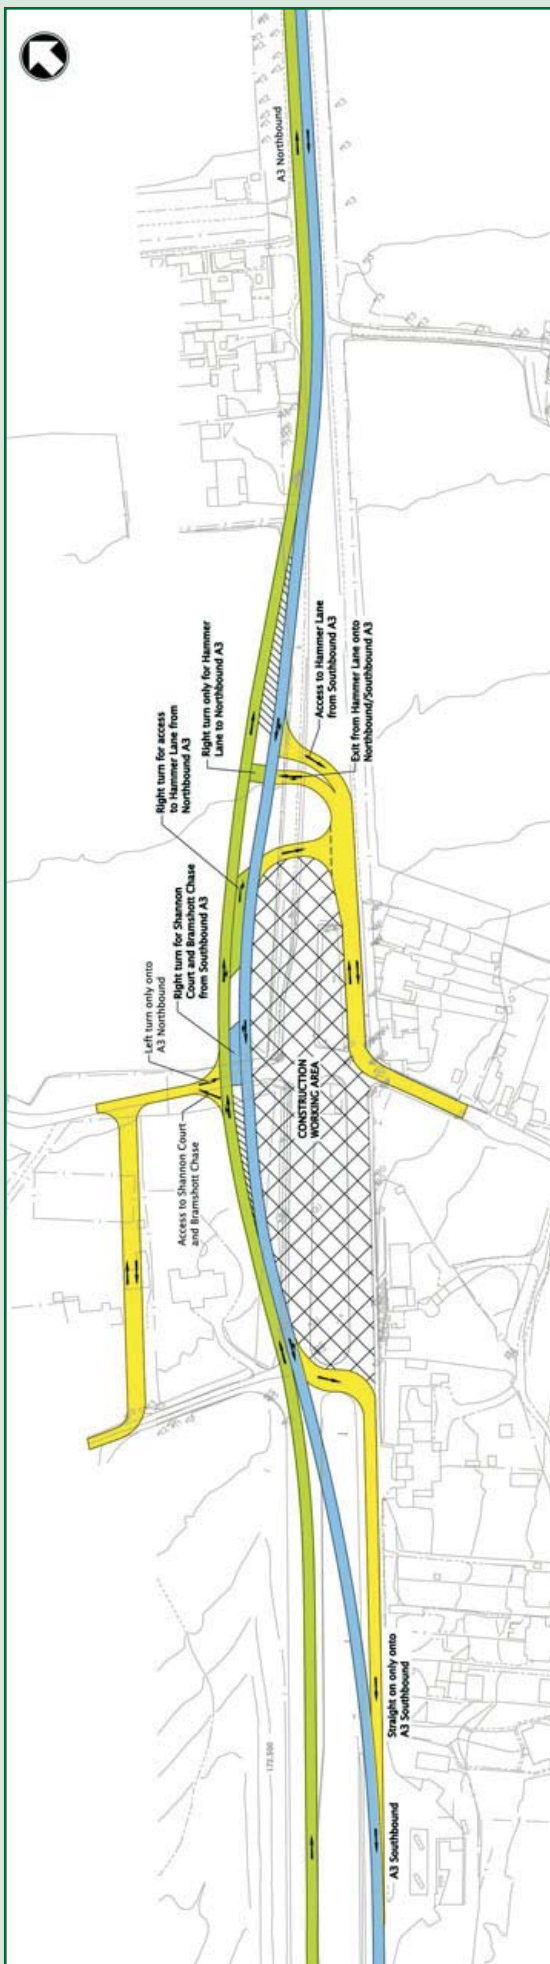 A3 Northbound
Right turn only for Hammer
Lane to Northbound A3
Access to Hammer Lane
from Southbound A3
Exit from Hammer Lane onto
Northbound/Southbound A3
Right turn for access
to Hammer Lane from
Northbound A3
Right turn for Shannon
Court and Bramshott Chase
from Southbound A3
Left turn only onto
A3 Northbound
Access to Shannon Court
and Bramshott Chase
CONSTRUCTION
WORKING AREA
Straight on only onto
A3 Southbound
A3 Southbound
172.500